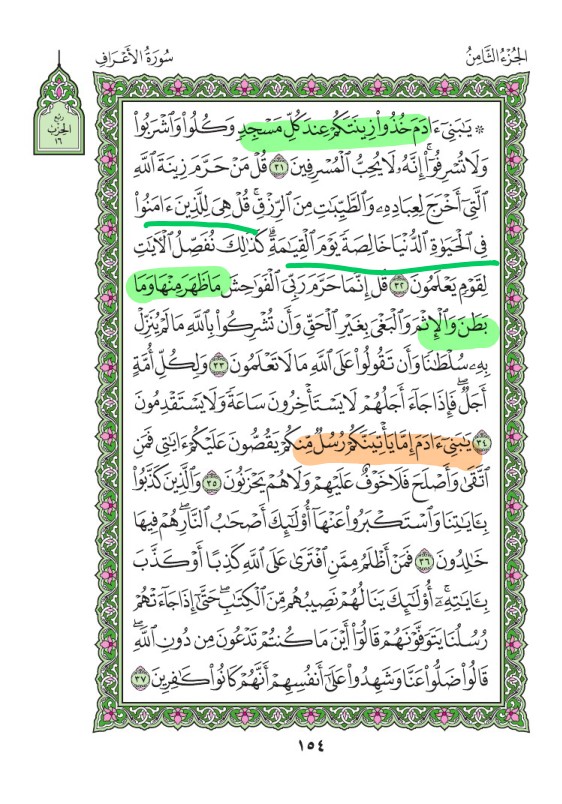 الجزء الثامن
سورة الأعراف
ربع
الحزب
١٦
۞ يَٰبَنِىٓ ءَادَمَ خُذُوا۟ زِينَتَكُمْ عِندَ كُلِّ مَسْجِدٍ وَكُلُوا۟ وَٱشْرَبُوا۟
وَلَا تُسْرِفُوٓا۟ ۚ إِنَّهُۥ لَا يُحِبُّ ٱلْمُسْرِفِينَ ٣١ قُلْ مَنْ حَرَّمَ زِينَةَ ٱللَّهِ
ٱلَّتِىٓ أَخْرَجَ لِعِبَادِهِۦ وَٱلطَّيِّبَٰتِ مِنَ ٱلرِّزْقِ ۚ قُلْ هِىَ لِلَّذِينَ ءَامَنُوا۟
فِى ٱلْحَيَوٰةِ ٱلدُّنْيَا خَالِصَةً يَوْمَ ٱلْقِيَٰمَةِ ۗ كَذَٰلِكَ نُفَصِّلُ ٱلْءَايَٰتِ
لِقَوْمٍ يَعْلَمُونَ ٣٢ قُلْ إِنَّمَا حَرَّمَ رَبِّىَ ٱلْفَوَٰحِشَ مَا ظَهَرَ مِنْهَا وَمَا
بَطَنَ وَٱلْإِثْمَ وَٱلْبَغْىَ بِغَيْرِ ٱلْحَقِّ وَأَن تُشْرِكُوا۟ بِٱللَّهِ مَا لَمْ يُنَزِّلْ
بِهِۦ سُلْطَٰنًا وَأَن تَقُولُوا۟ عَلَى ٱللَّهِ مَا لَا تَعْلَمُونَ ٣٣ وَلِكُلِّ أُمَّةٍ
أَجَلٌ ۖ فَإِذَا جَآءَ أَجَلُهُمْ لَا يَسْتَأْخِرُونَ سَاعَةً ۖ وَلَا يَسْتَقْدِمُونَ
٣٤ يَٰبَنِىٓ ءَادَمَ إِمَّا يَأْتِيَنَّكُمْ رُسُلٌ مِّنكُمْ يَقُصُّونَ عَلَيْكُمْ ءَايَٰتِى ۙ فَمَنِ
ٱتَّقَىٰ وَأَصْلَحَ فَلَا خَوْفٌ عَلَيْهِمْ وَلَا هُمْ يَحْزَنُونَ ٣٥ وَٱلَّذِينَ كَذَّبُوا۟
بِـَٔايَٰتِنَا وَٱسْتَكْبَرُوا۟ عَنْهَآ أُو۟لَٰٓئِكَ أَصْحَٰبُ ٱلنَّارِ ۖ هُمْ فِيهَا
خَٰلِدُونَ ٣٦ فَمَنْ أَظْلَمُ مِمَّنِ ٱفْتَرَىٰ عَلَى ٱللَّهِ كَذِبًا أَوْ كَذَّبَ
بِـَٔايَٰتِهِۦٓ ۚ أُو۟لَٰٓئِكَ يَنَالُهُمْ نَصِيبُهُم مِّنَ ٱلْكِتَٰبِ ۖ حَتَّىٰٓ إِذَا جَآءَتْهُمْ
رُسُلُنَا يَتَوَفَّوْنَهُمْ قَالُوٓا۟ أَيْنَ مَا كُنتُمْ تَدْعُونَ مِن دُونِ ٱللَّهِ ۖ
قَالُوا۟ ضَلُّوا۟ عَنَّا وَشَهِدُوا۟ عَلَىٰٓ أَنفُسِهِمْ أَنَّهُمْ كَانُوا۟ كَٰفِرِينَ ٣٧
١٥٤